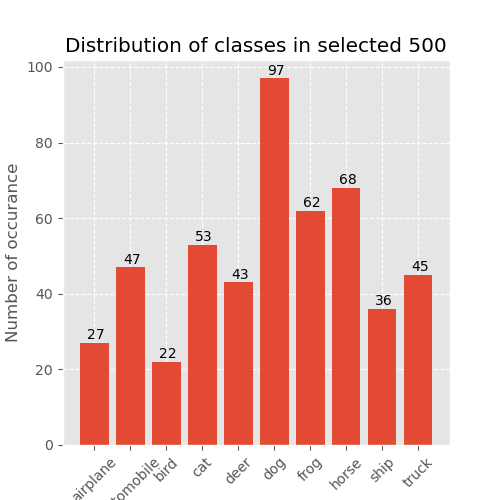 Distribution of classes in selected 500
Number of occurance
100
80
60
40
20
0
27
47
22
53
43
97
62
68
36
45
airplane
tomobile
bird
cat
deer
dog
frog
horse
ship
truck